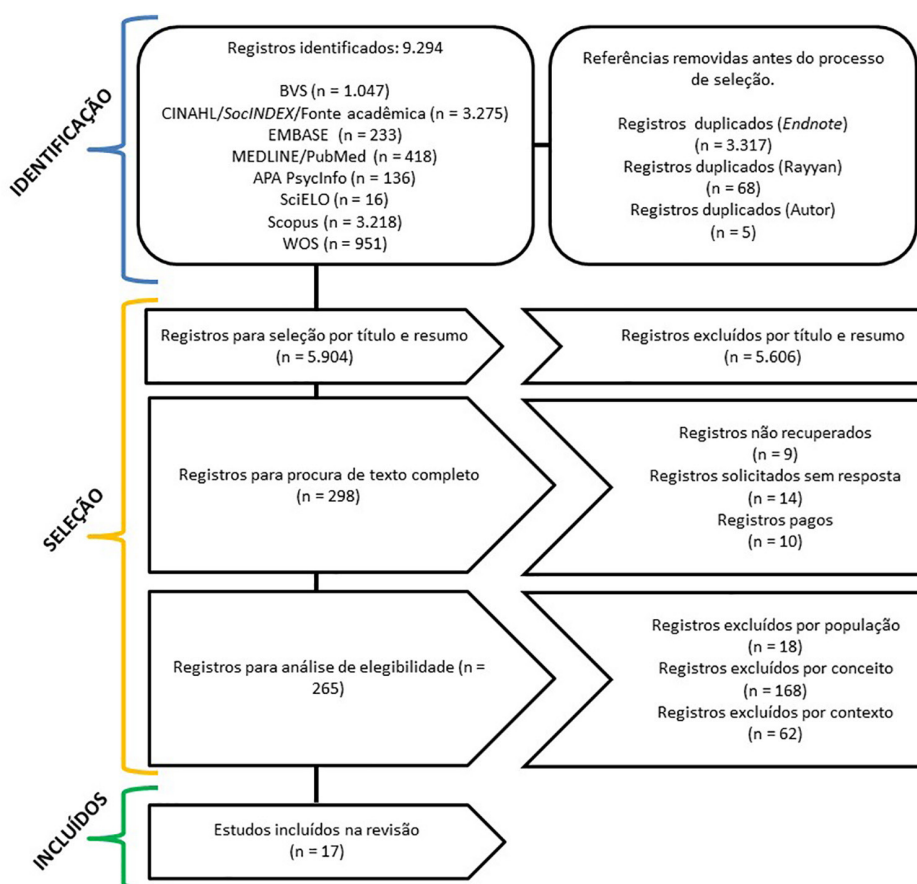 IDENTIFICAÇÃO
Registros identificados: 9.294
BVS (n = 1.047)
CINAHL/SocINDEX/Fonte acadêmica (n = 3.275)
EMBASE (n = 233)
MEDLINE/PubMed (n = 418)
APA PsycInfo (n = 136)
SciELO (n = 16)
Scopus (n = 3.218)
WOS (n = 951)
Referências removidas antes do processo
de seleção.
Registros duplicados (Endnote)
n = 3.317)
Registros duplicados (Rayyan)
n = 68)
Registros duplicados (Autor)
(n = 5)
SELEÇÃO
Registros para seleção por título e resumo
(n = 5.904)
Registros excluídos por título e resumo
(n = 5.606)
Registros para procura de texto completo
(n = 298)
Registros não recuperados
(n = 9)
Registros solicitados sem resposta
(n = 14)
Registros pagos
(n = 10)
Registros para análise de elegibilidade (n =
265)
Registros excluídos por população
(n = 18)
Registros excluídos por conceito
(n = 168)
Registros excluídos por contexto
(n = 62)
INCLUÍDOS
Estudos incluídos na revisão
(n = 17)